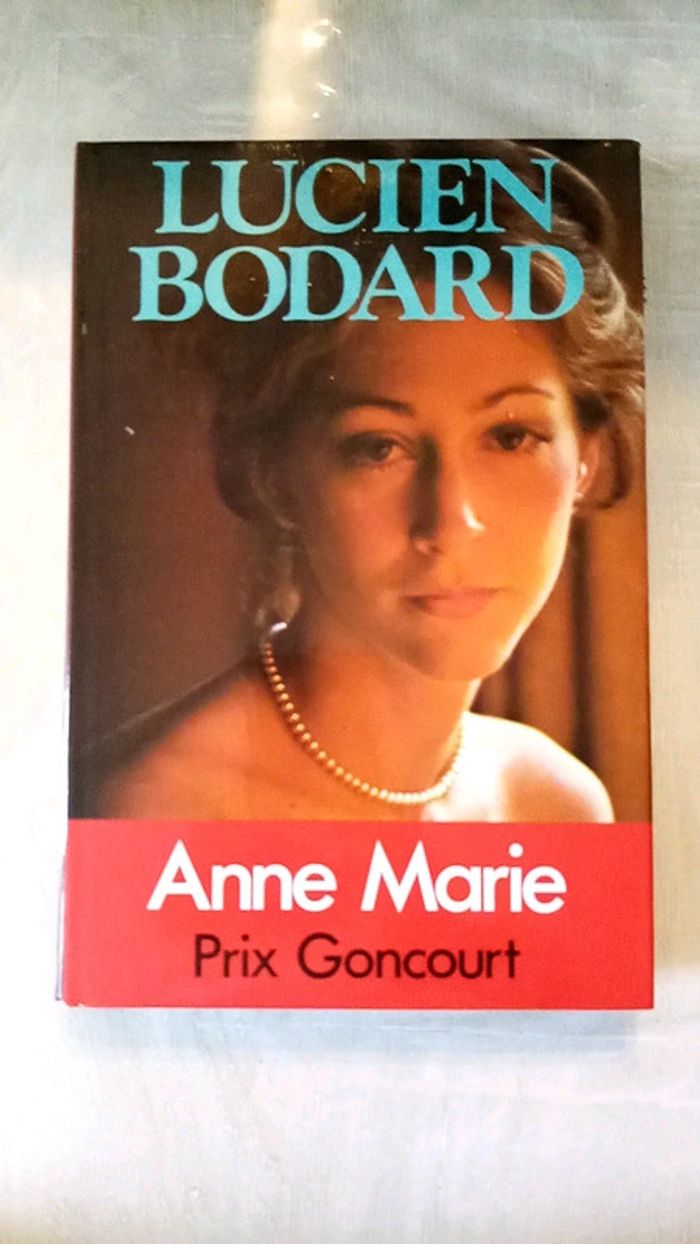 LUCIEN
BODARD
Anne Marie
Prix Goncourt